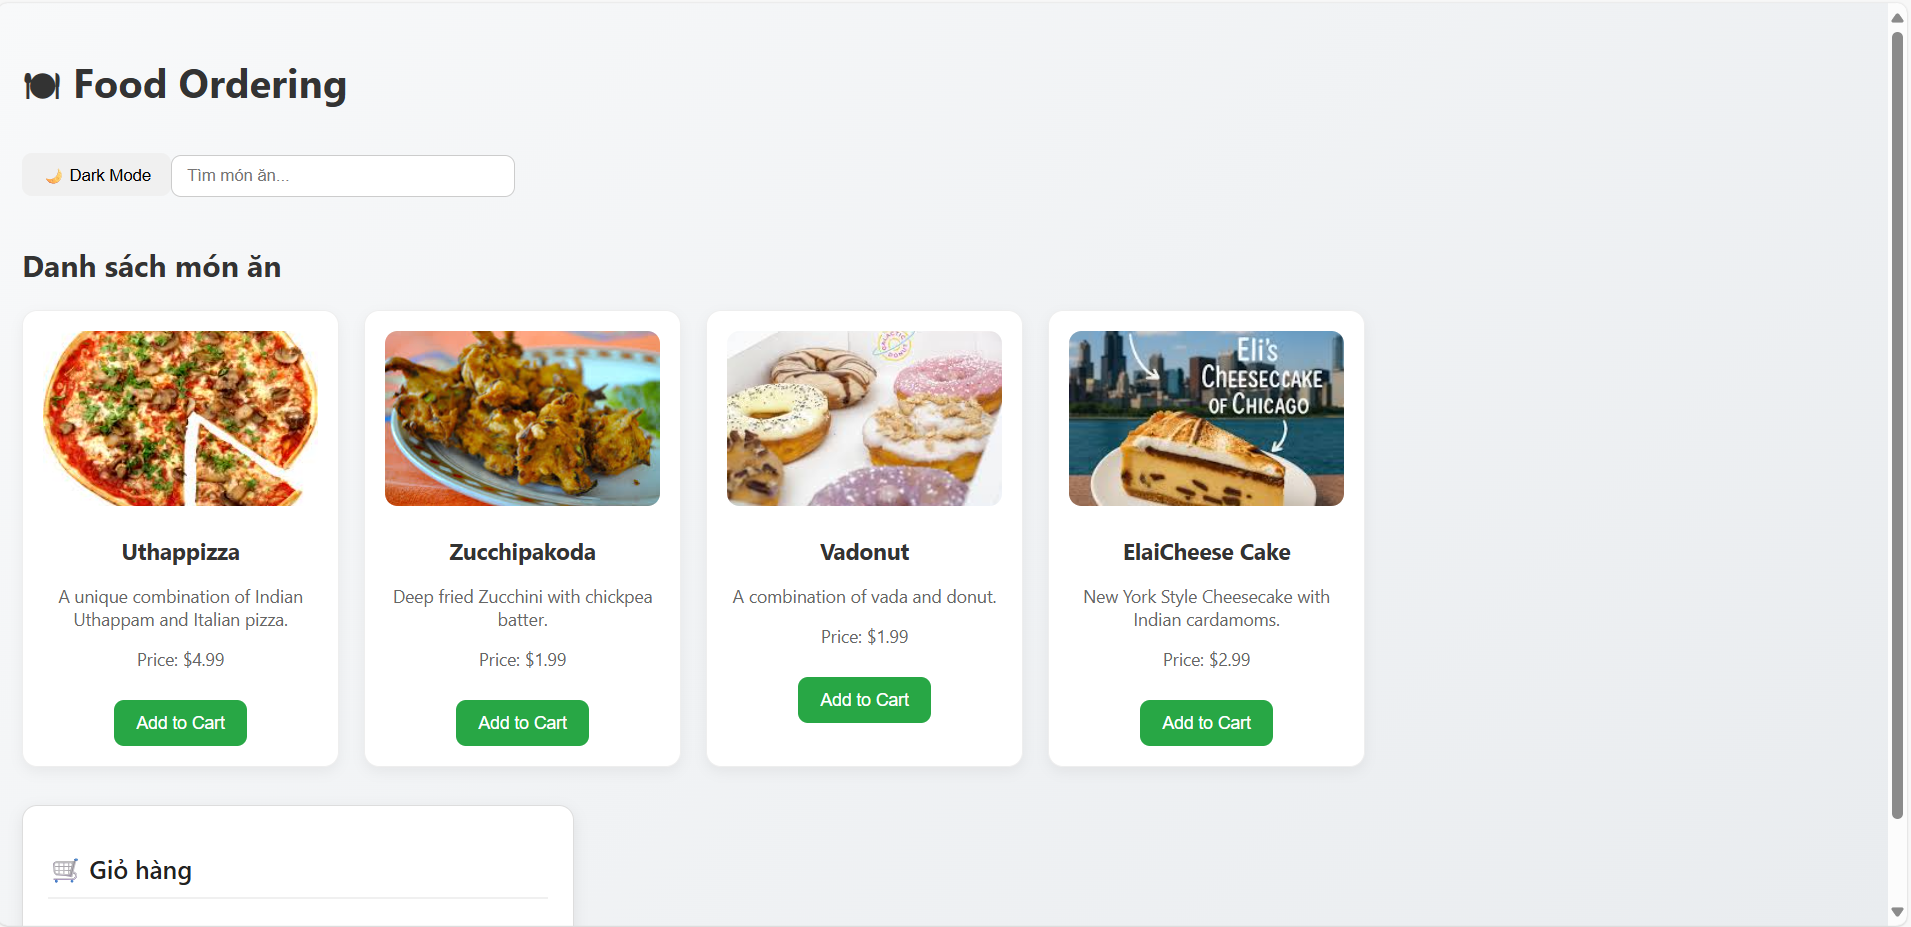 Food Ordering
Dark Mode
Tìm món ăn...
Danh sách món ăn
Eli's
CHEESECCAKE
OF CHICAGO
Uthappizza
Zucchipakoda
Vadonut
ElaiCheese Cake
A unique combination of Indian
Uthappam and Italian pizza.
Deep fried Zucchini with chickpea
batter.
A combination of vada and donut.
New York Style Cheesecake with
Indian cardamoms.
Price: $4.99
Price: $1.99
Price: $1.99
Price: $2.99
Add to Cart
Add to Cart
Add to Cart
Add to Cart
Giỏ hàng